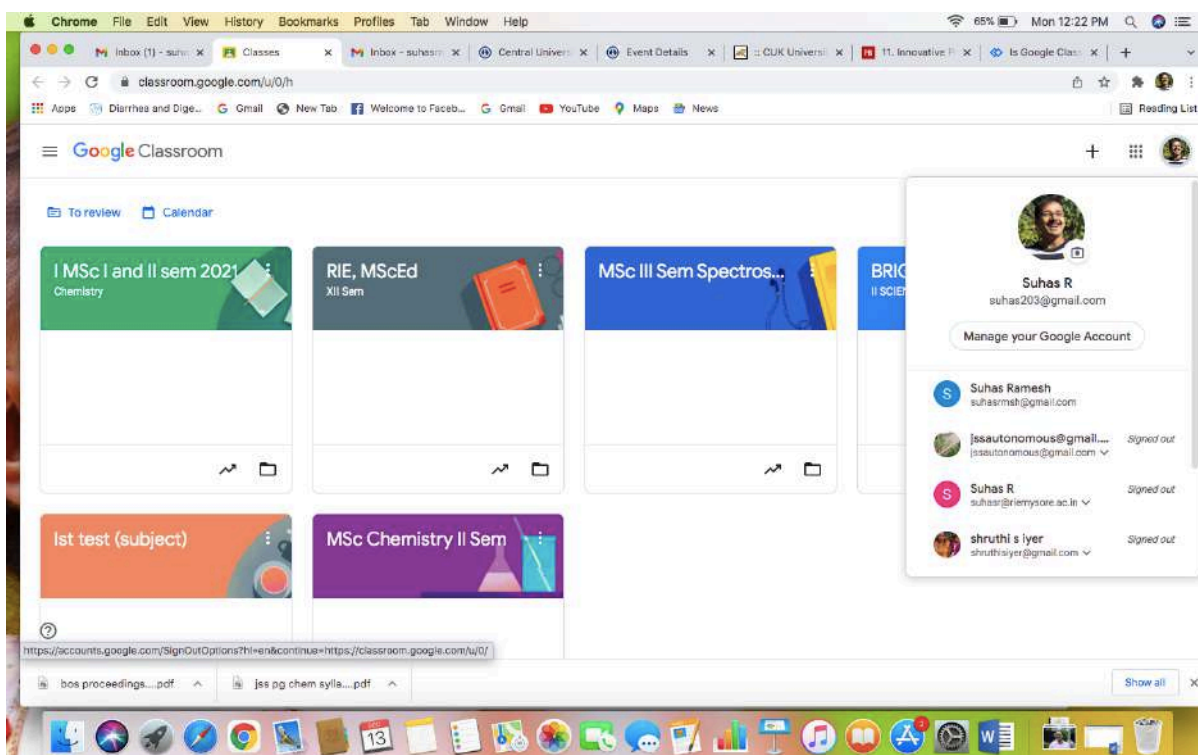 Chrome File Edit View History Bookmarks Profiles Tab Window Help 65% Mon 12:22 PM
Inbox (1) - Classes Inbox - suhasrm Central Univers Event Details :: CUK Universi 11. Innovative P Is Google Clas
classroom.google.com/u/0/h
Apps Diarrhea and Dige... Gmail New Tab Welcome to Faceb... Gmail YouTube Maps News Reading List
Google Classroom
To review Calendar
I MSc I and II sem 2021
Chemistry
RIE, MScEd
XII Sem
MSc III Sem Spectros...
BRIG
II SCIEN
Ist test (subject)
MSc Chemistry II Sem
Suhas R
suhas203@gmail.com
Manage your Google Account
S
Suhas Ramesh
suhasrmsh@gmail.com
jssautonomous@gmail.... Signed out
jssautonomous@gmail.com
S
Suhas R Signed out
suhasr@riemysore.ac.in
shruthi s iyer Signed out
shruthisiyer@gmail.com
https://accounts.google.com/SignOutOptions?hl=en&continue=https://classroom.google.com/u/0/
bos proceedings....pdf jss pg chem sylla....pdf Show all
13